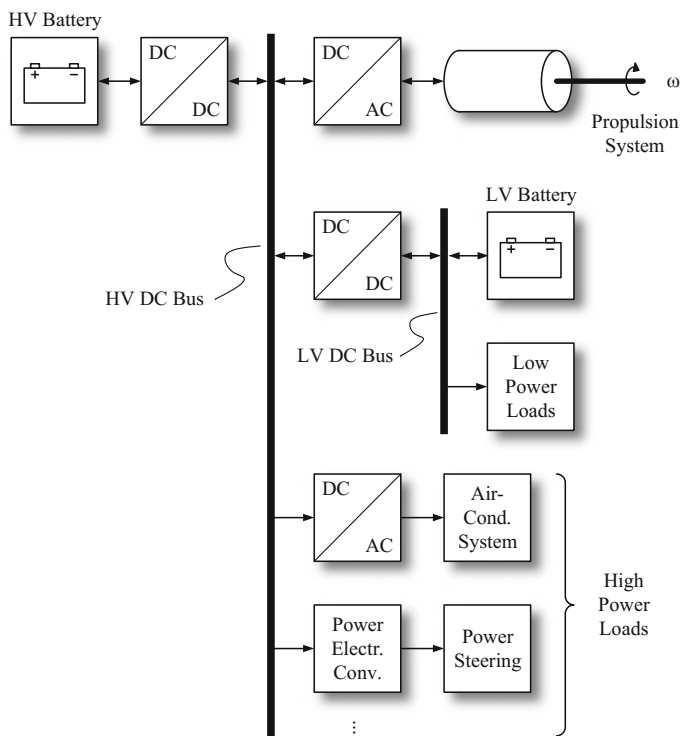 HV Battery
+ −
DC
DC
DC
AC
ω
Propulsion
System
LV Battery
DC
DC
+ −
HV DC Bus
LV DC Bus
Low
Power
Loads
DC
AC
Air-
Cond.
System
High
Power
Loads
Power
Electr.
Conv.
Power
Steering
...